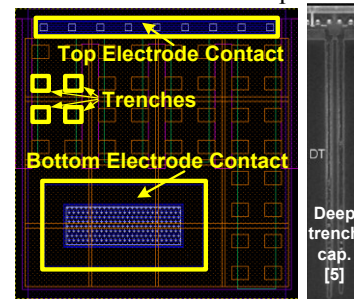 Top Electrode Contact
Trenches
Bottom Electrode Contact
DT
Deep
trench
cap.
[5]